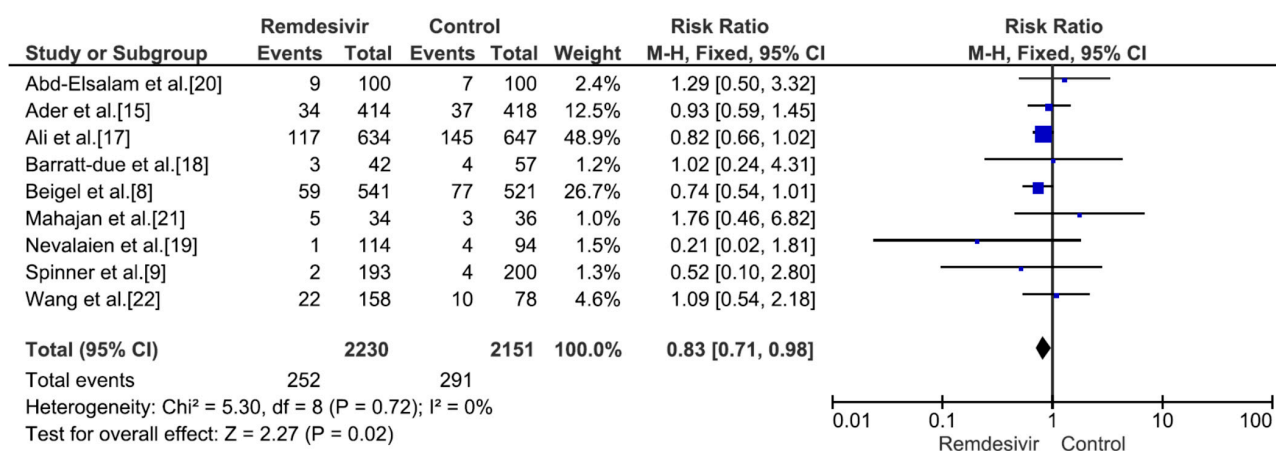 Remdesivir Control Risk Ratio Risk Ratio
Study or Subgroup Events Total Events Total Weight M-H, Fixed, 95% CI M-H, Fixed, 95% CI
Abd-Elsalam et al.[20] 9 100 7 100 2.4% 1.29 [0.50, 3.32]
Ader et al.[15] 34 414 37 418 12.5% 0.93 [0.59, 1.45]
Ali et al.[17] 117 634 145 647 48.9% 0.82 [0.66, 1.02]
Barratt-due et al.[18] 3 42 4 57 1.2% 1.02 [0.24, 4.31]
Beigel et al.[8] 59 541 77 521 26.7% 0.74 [0.54, 1.01]
Mahajan et al.[21] 5 34 3 36 1.0% 1.76 [0.46, 6.82]
Nevalaien et al.[19] 1 114 4 94 1.5% 0.21 [0.02, 1.81]
Spinner et al.[9] 2 193 4 200 1.3% 0.52 [0.10, 2.80]
Wang et al.[22] 22 158 10 78 4.6% 1.09 [0.54, 2.18]
Total (95% CI) 2230 2151 100.0% 0.83 [0.71, 0.98]
Total events 252 291
Heterogeneity: Chi² = 5.30, df = 8 (P = 0.72); I² = 0%
Test for overall effect: Z = 2.27 (P = 0.02)
0.01 0.1 1 10 100
Remdesivir Control